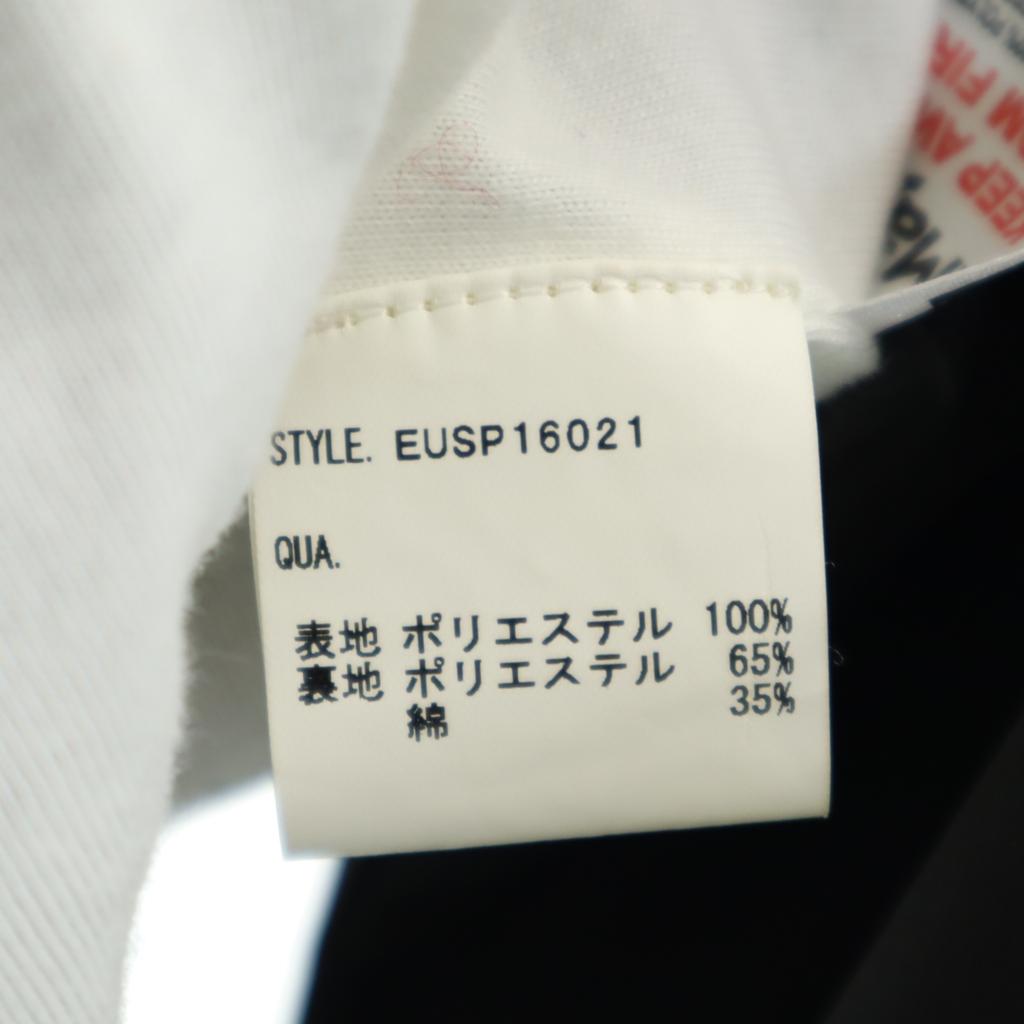 STYLE. EUSP16021
QUA.
表地 ポリエステル 100%
裏地 ポリエステル 65%
綿 35%
KEEP